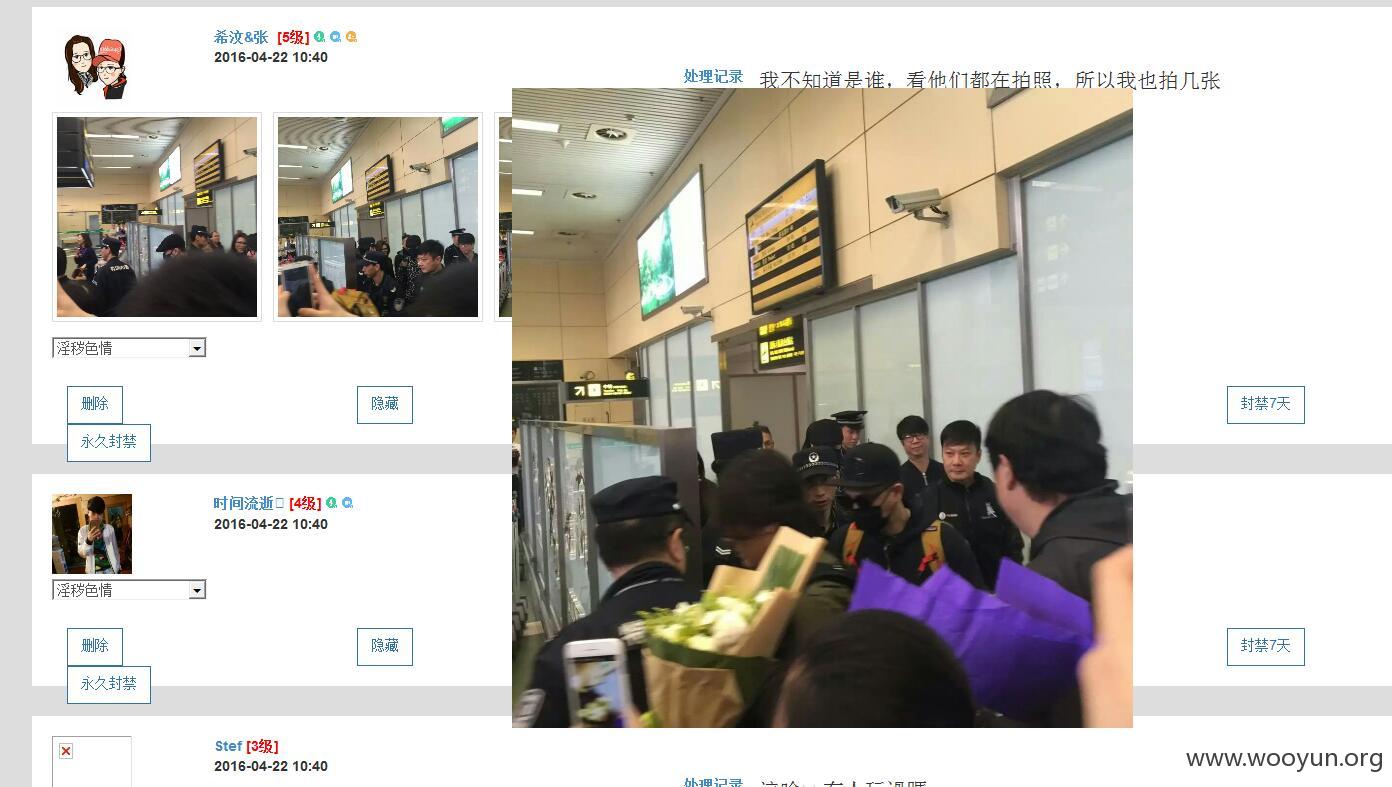 希汶&张 [5级]
2016-04-22 10:40
处理记录
我不知道是谁，看他们都在拍照，所以我也拍几张
淫秽色情
删除
隐藏
封禁7天
永久封禁
时间流逝 [4级]
2016-04-22 10:40
淫秽色情
删除
隐藏
封禁7天
永久封禁
Stef [3级]
2016-04-22 10:40
处理记录
www.wooyun.org